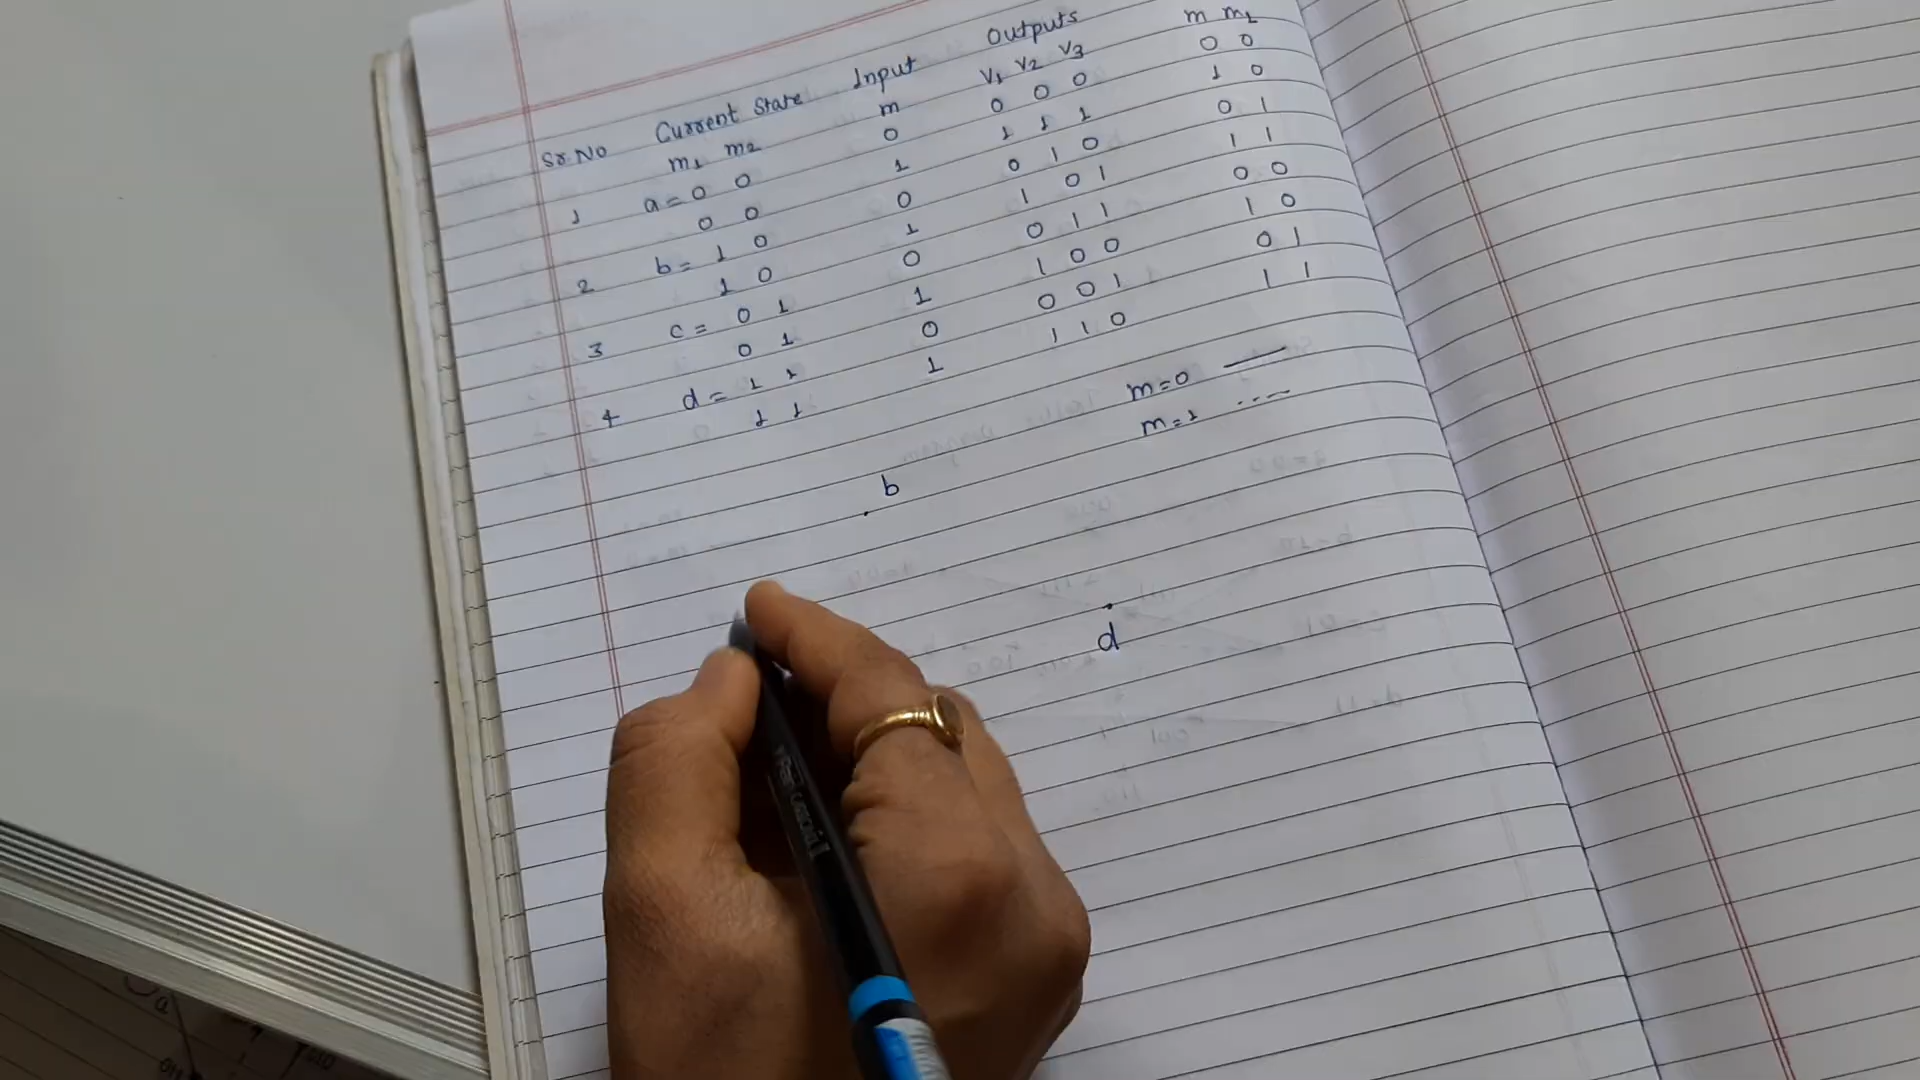 Sr.No Current State Input Outputs
m₁ m₂ m v₁ v₂ v₃ m m₁
1 a = 0 0 0 0 0 0 0 0
0 0 1 1 1 1 1 0
2 b = 1 0 0 0 1 0 0 1
1 0 1 1 0 1 1 1
3 c = 0 1 0 0 1 1 0 0
0 1 1 1 0 0 1 0
4 d = 1 1 0 0 0 1 0 1
1 1 1 1 1 0 1 1
m=0 —
m=1 ----
b
d